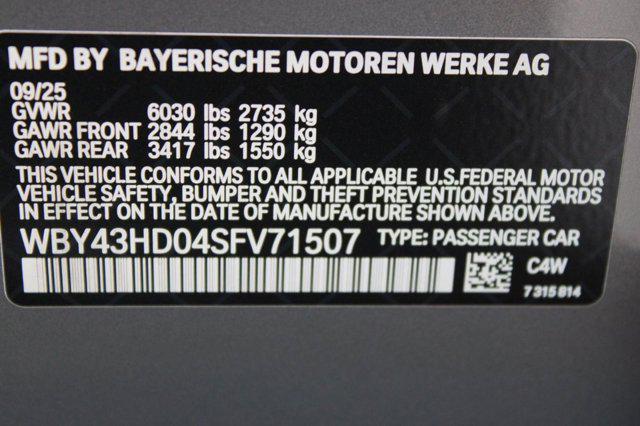 MFD BY BAYERISCHE MOTOREN WERKE AG
09/25
GVWR 6030 lbs 2735 kg
GAWR FRONT 2844 lbs 1290 kg
GAWR REAR 3417 lbs 1550 kg
THIS VEHICLE CONFORMS TO ALL APPLICABLE U.S.FEDERAL MOTOR
VEHICLE SAFETY, BUMPER AND THEFT PREVENTION STANDARDS
IN EFFECT ON THE DATE OF MANUFACTURE SHOWN ABOVE.
WBY43HD04SFV71507 TYPE: PASSENGER CAR
C4W
7 315 814